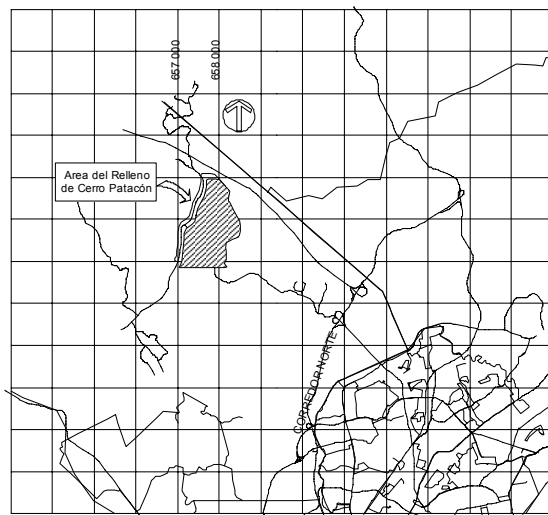 657 000
658 000
Area del Relleno
de Cerro Patacón
CORREDOR NORTE